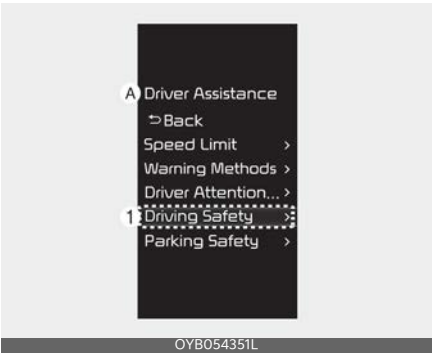 A Driver Assistance
⮌Back
Speed Limit >
Warning Methods >
Driver Attention... >
1 Driving Safety >
Parking Safety >
OYB054351L